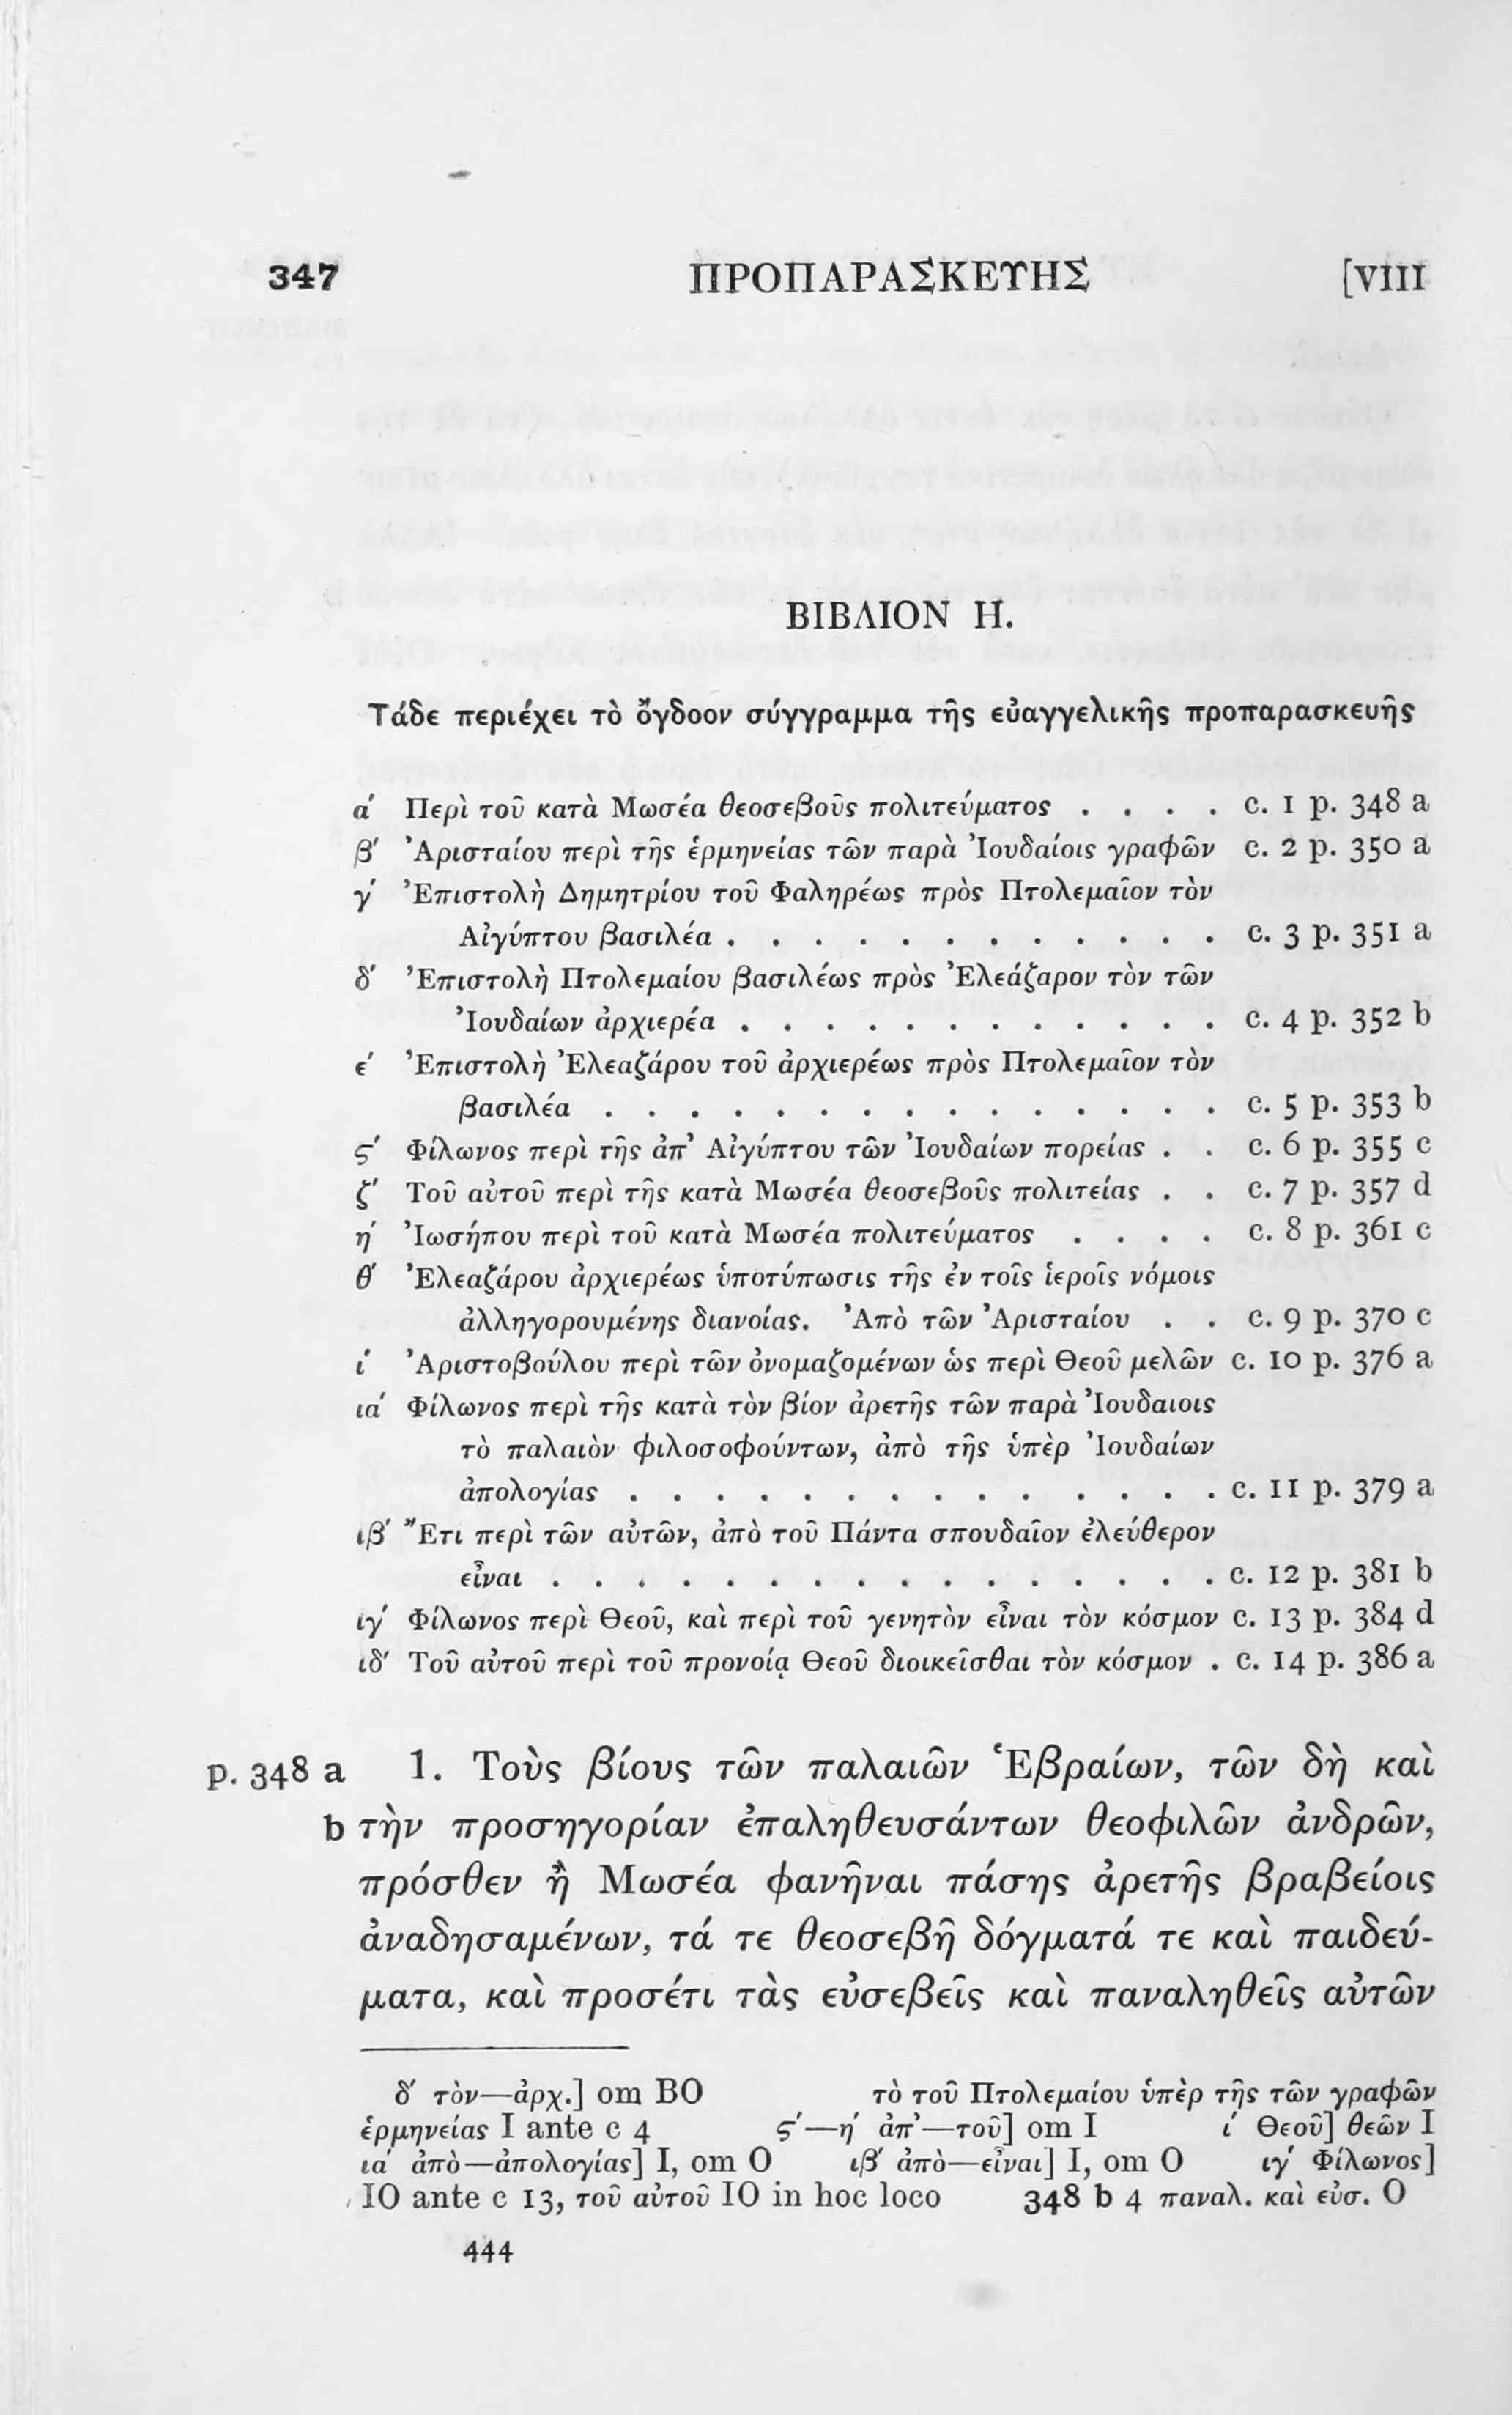 347 ΠΡΟΠΑΡΑΣΚΕΥΗΣ [VIII
ΒΙΒΛΙΟΝ Η.
Τάδε περιέχει τὸ ὄγδοον σύγγραμμα τῆς εὐαγγελικῆς προπαρασκευῆς
α´ Περὶ τοῦ κατὰ Μωσέα θεοσεβοῦς πολιτεύματος . . . . c. 1 p. 348 a
β´ Ἀρισταίου περὶ τῆς ἑρμηνείας τῶν παρὰ Ἰουδαίοις γραφῶν c. 2 p. 350 a
γ´ Ἐπιστολὴ Δημητρίου τοῦ Φαληρέως πρὸς Πτολεμαῖον τὸν
Αἰγύπτου βασιλέα . . . . . . . . . . . . c. 3 p. 351 a
δ´ Ἐπιστολὴ Πτολεμαίου βασιλέως πρὸς Ἐλεάζαρον τὸν τῶν
Ἰουδαίων ἀρχιερέα . . . . . . . . . . . . c. 4 p. 352 b
ε´ Ἐπιστολὴ Ἐλεαζάρου τοῦ ἀρχιερέως πρὸς Πτολεμαῖον τὸν
βασιλέα . . . . . . . . . . . . . . . c. 5 p. 353 b
ϛ´ Φίλωνος περὶ τῆς ἀπ’ Αἰγύπτου τῶν Ἰουδαίων πορείας . . c. 6 p. 355 c
ζ´ Τοῦ αὐτοῦ περὶ τῆς κατὰ Μωσέα θεοσεβοῦς πολιτείας . . c. 7 p. 357 d
η´ Ἰωσήπου περὶ τοῦ κατὰ Μωσέα πολιτεύματος . . . . c. 8 p. 361 c
θ´ Ἐλεαζάρου ἀρχιερέως ὑποτύπωσις τῆς ἐν τοῖς ἱεροῖς νόμοις
ἀλληγορουμένης διανοίας. Ἀπὸ τῶν Ἀρισταίου . . c. 9 p. 370 c
ι´ Ἀριστοβούλου περὶ τῶν ὀνομαζομένων ὡς περὶ Θεοῦ μελῶν c. 10 p. 376 a
ια´ Φίλωνος περὶ τῆς κατὰ τὸν βίον ἀρετῆς τῶν παρὰ Ἰουδαιοις
τὸ παλαιὸν φιλοσοφούντων, ἀπὸ τῆς ὑπὲρ Ἰουδαίων
ἀπολογίας . . . . . . . . . . . . . . c. 11 p. 379 a
ιβ´ Ἔτι περὶ τῶν αὐτῶν, ἀπὸ τοῦ Πάντα σπουδαῖον ἐλεύθερον
εἶναι . . . . . . . . . . . . . . . . c. 12 p. 381 b
ιγ´ Φίλωνος περὶ Θεοῦ, καὶ περὶ τοῦ γενητὸν εἶναι τὸν κόσμον c. 13 p. 384 d
ιδ´ Τοῦ αὐτοῦ περὶ τοῦ προνοίᾳ Θεοῦ διοικεῖσθαι τὸν κόσμον . c. 14 p. 386 a
p. 348 a 1. Τοὺς βίους τῶν παλαιῶν Ἑβραίων, τῶν δὴ καὶ
b τὴν προσηγορίαν ἐπαληθευσάντων θεοφιλῶν ἀνδρῶν,
πρόσθεν ἢ Μωσέα φανῆναι πάσης ἀρετῆς βραβείοις
ἀναδησαμένων, τά τε θεοσεβῆ δόγματά τε καὶ παιδεύ-
ματα, καὶ προσέτι τὰς εὐσεβεῖς καὶ παναληθεῖς αὐτῶν
δ´ τὸν—ἀρχ.] om BO τὸ τοῦ Πτολεμαίου ὑπὲρ τῆς τῶν γραφῶν
ἑρμηνείας I ante c 4 ϛ´—η´ ἀπ’—τοῦ] om I ι´ Θεοῦ] θεῶν I
ια´ ἀπὸ—ἀπολογίας] I, om O ιβ´ ἀπὸ—εἶναι] I, om O ιγ´ Φίλωνος]
IO ante c 13, τοῦ αὐτοῦ IO in hoc loco 348 b 4 παναλ. καὶ εὐσ. O
444